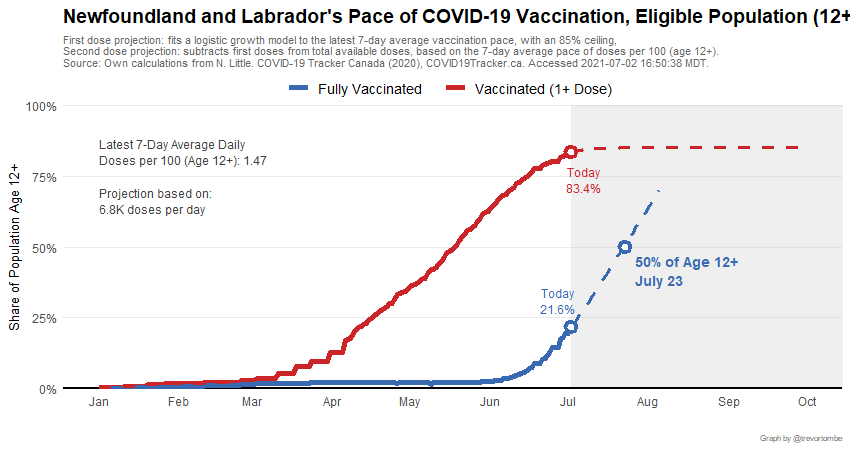 Newfoundland and Labrador's Pace of COVID-19 Vaccination, Eligible Population (12+
First dose projection: fits a logistic growth model to the latest 7-day average vaccination pace, with an 85% ceiling,
Second dose projection: subtracts first doses from total available doses, based on the 7-day average pace of doses per 100 (age 12+).
Source: Own calculations from N. Little. COVID-19 Tracker Canada (2020), COVID19Tracker.ca. Accessed 2021-07-02 16:50:38 MDT.
Fully Vaccinated Vaccinated (1+ Dose)
100%
Latest 7-Day Average Daily
Doses per 100 (Age 12+): 1.47
Today
83.4%
75%
Projection based on:
6.8K doses per day
50%
50% of Age 12+
July 23
Today
21.6%
25%
0%
Share of Population Age 12+
Jan Feb Mar Apr May Jun Jul Aug Sep Oct
Graph by @trevortombe